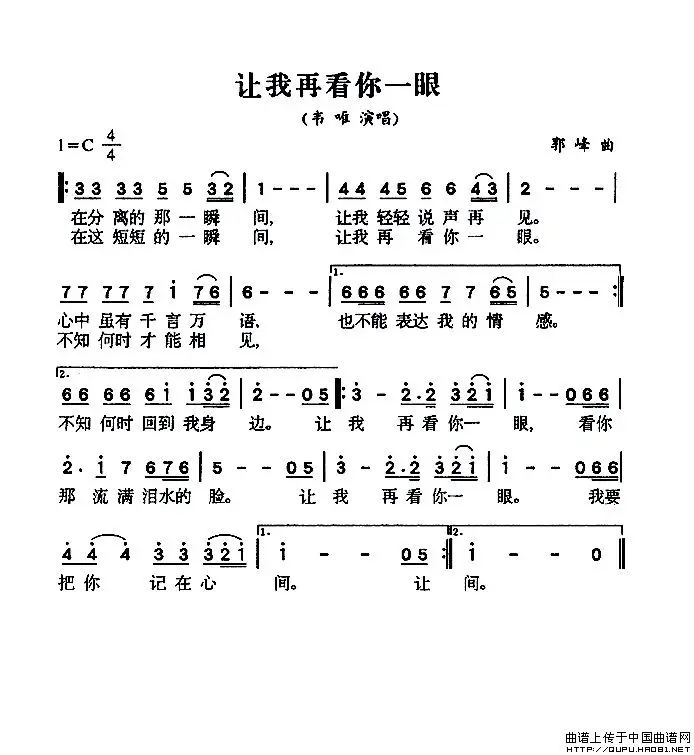 让我再看你一眼
(韦唯演唱)
1=C 4/4
郭峰 曲
33 33 5 5 32 | 1 - - - | 44 45 6 6 43 | 2 - - -
在分 离的 那一瞬 间， 让我 轻轻 说声再 见。
在这 短短 的一瞬 间， 让我 再 看你一 眼。
1.
77 77 7 i 76 | 6 - - - | 666 66 7 7 65 | 5 - - - :||
心中 虽有 千言万 语， 也不能 表达 我的情 感。
不知 何时 才能相 见，
2.
66 66 6i i32 | 2 - - 05 ||: 3 - 2·2 321 | i - - 066
不知 何时 回到 我身 边。 让 我 再看你一 眼， 看你
2· i 7 676 | 5 - - 05 | 3 - 2·2 321 | i - - 066
那 流满 泪水的 脸。 让 我 再看你一 眼。 我要
1.
2.
4 4 4 3 3 3 321 | i - - 05 :|| i - - 0 ||
把你 记在心 间。 让 间。
曲谱上传于中国曲谱网
HTTP://QUPU.HAO81.NET